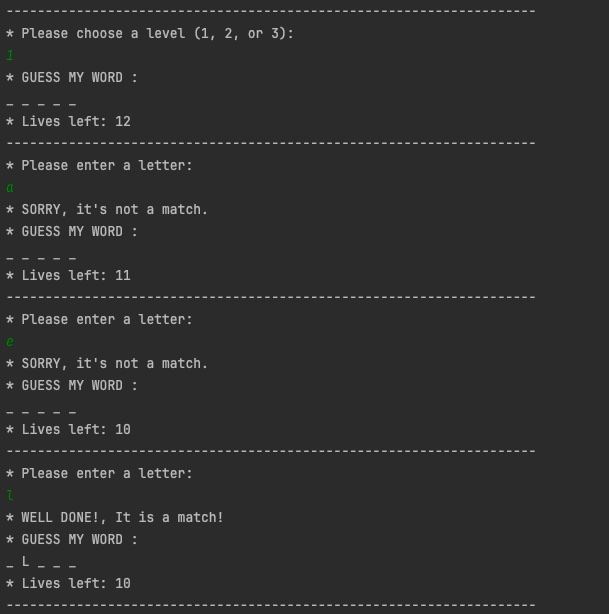 --------------------------------------------------------------------
* Please choose a level (1, 2, or 3):
1
* GUESS MY WORD :
_ _ _ _ _
* Lives left: 12
--------------------------------------------------------------------
* Please enter a letter:
a
* SORRY, it's not a match.
* GUESS MY WORD :
_ _ _ _ _
* Lives left: 11
--------------------------------------------------------------------
* Please enter a letter:
e
* SORRY, it's not a match.
* GUESS MY WORD :
_ _ _ _ _
* Lives left: 10
--------------------------------------------------------------------
* Please enter a letter:
l
* WELL DONE!, It is a match!
* GUESS MY WORD :
_ L _ _ _
* Lives left: 10
--------------------------------------------------------------------